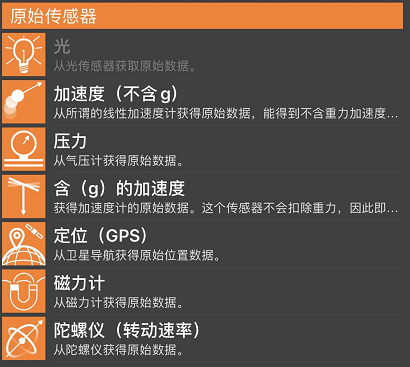 原始传感器
光
从光传感器获取原始数据。
加速度（不含 g）
从所谓的线性加速度计获得原始数据，能得到不含重力加速度…
压力
从气压计获得原始数据。
含（g）的加速度
获得加速度计的原始数据。这个传感器不会扣除重力，因此即…
定位（GPS）
从卫星导航获得原始位置数据。
磁力计
从磁力计获得原始数据。
陀螺仪（转动速率）
从陀螺仪获得原始数据。